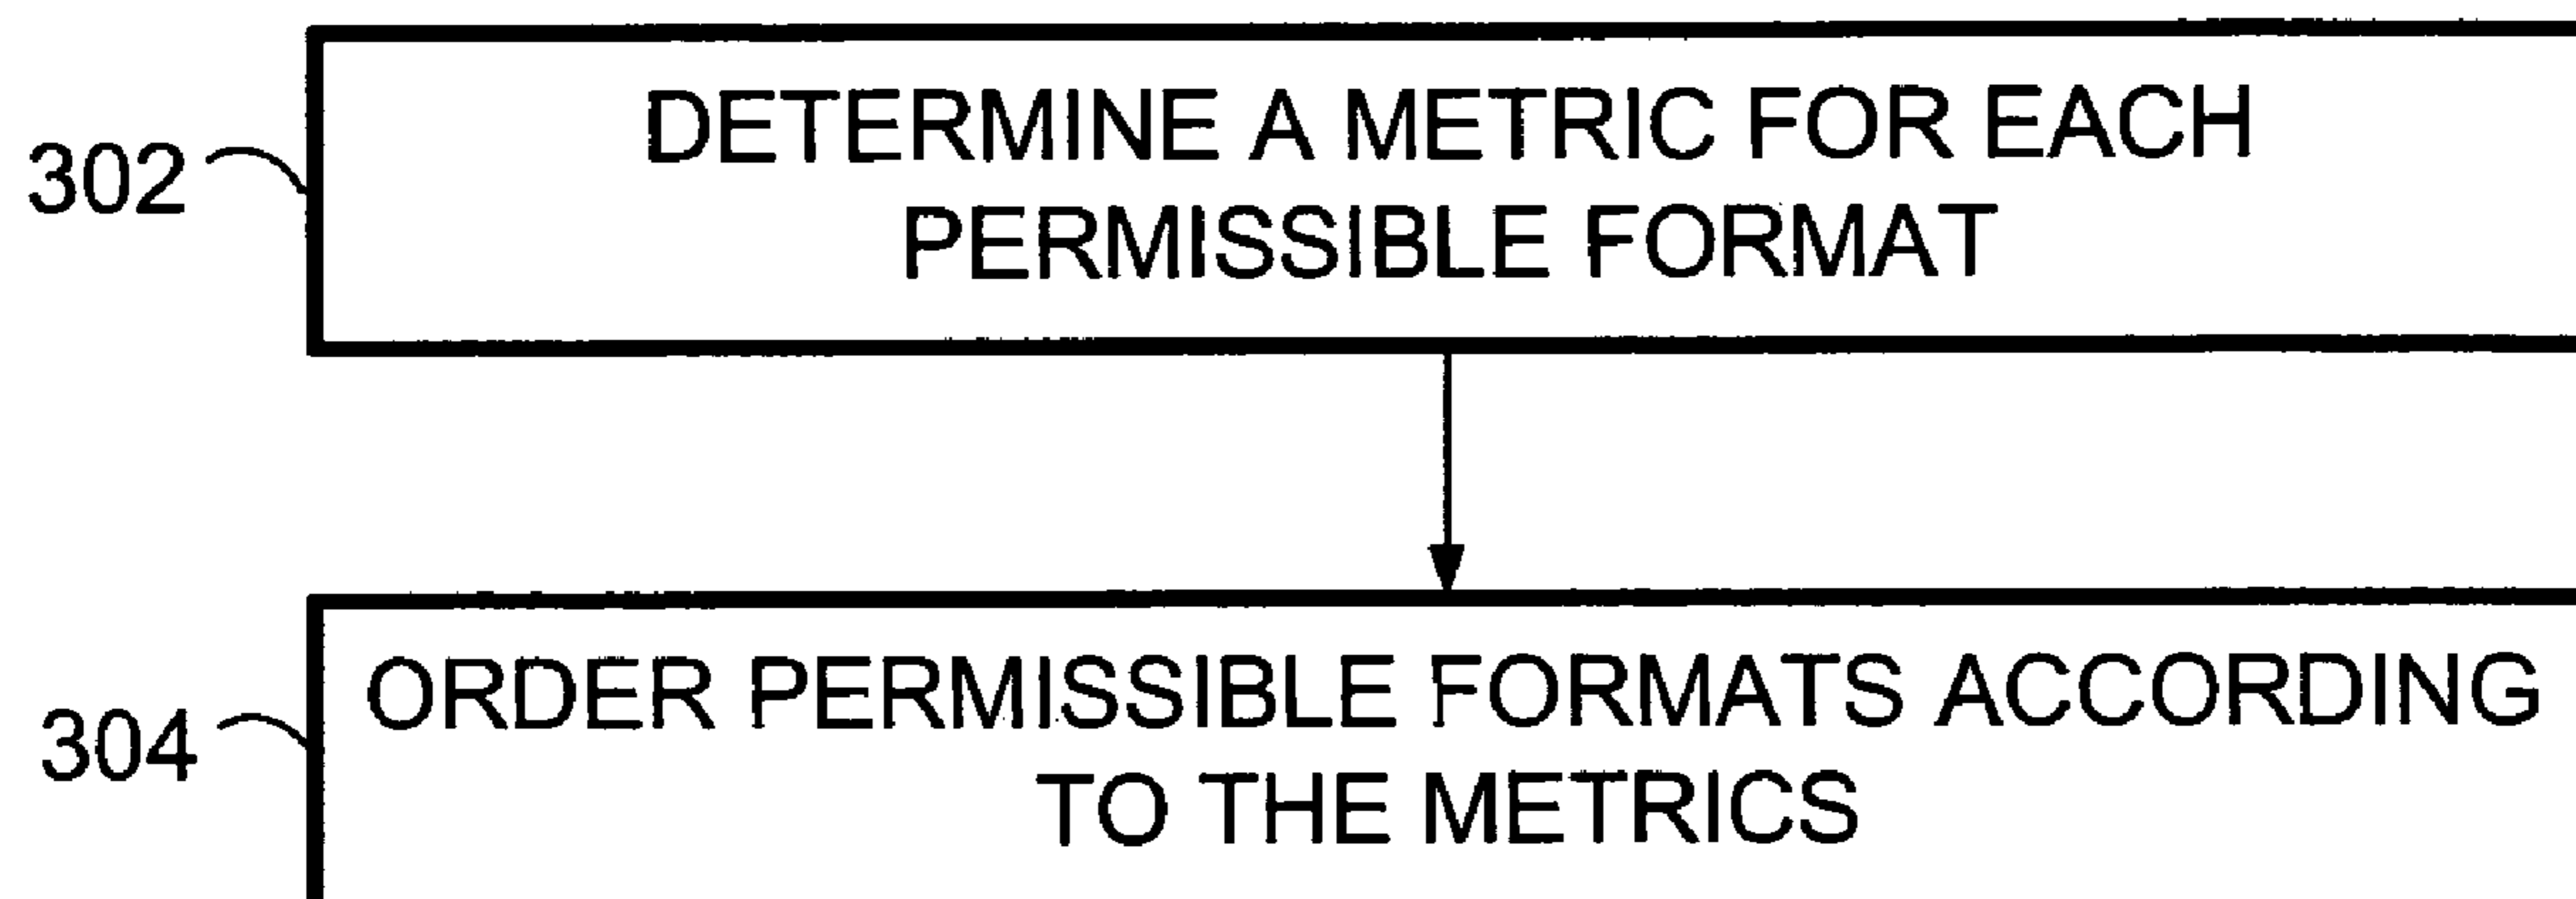 302
DETERMINE A METRIC FOR EACH
PERMISSIBLE FORMAT
304
ORDER PERMISSIBLE FORMATS ACCORDING
TO THE METRICS